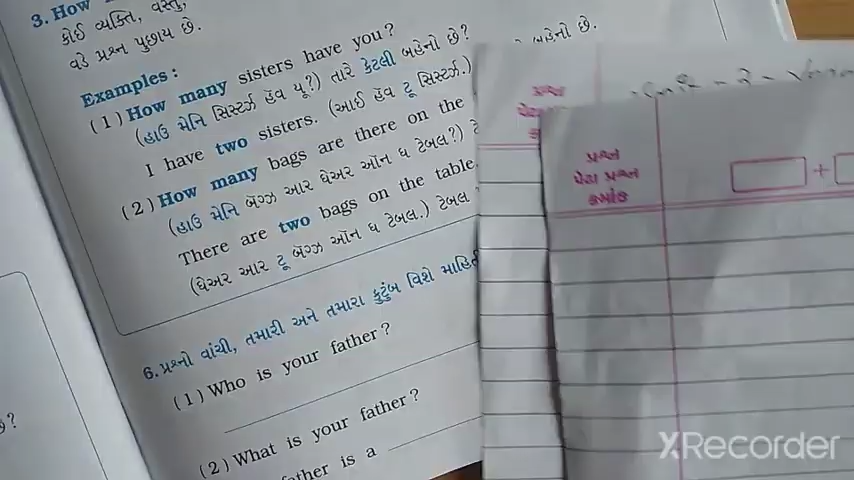 3. How
કોઈ વ્યક્તિ, વસ્તુ,
વડે પ્રશ્ન પુછાય છે.
Examples :
(1) How many sisters have you?
(હાઉ મેનિ સિસ્ટર્ઝ હૅવ યૂ?) તારે કેટલી બહેનો છે?
I have two sisters. (આઈ હૅવ ટૂ સિસ્ટર્ઝ.) બહેનો છે.
(2) How many bags are there on the
(હાઉ મેનિ બૅગ્ઝ આર ધેઅર ઑન ધ ટેબલ?)
There are two bags on the table.
(ધેઅર આર ટૂ બૅગ્ઝ ઑન ધ ટેબલ.) ટેબલ
6. પ્રશ્નો વાંચી, તમારી અને તમારા કુટુંબ વિશે
(1) Who is your father?
(2) What is your father?
father is a
છે?
પ્રશ્ન
પેટા પ્રશ્ન
ક્રમાંક
+
XRecorder